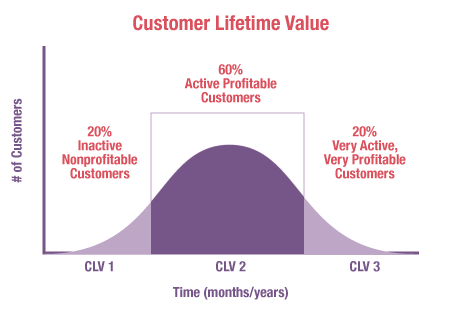 Customer Lifetime Value
60%
Active Profitable
Customers
20%
Inactive
Nonprofitable
Customers
20%
Very Active,
Very Profitable
Customers
# of Customers
CLV 1
CLV 2
CLV 3
Time (months/years)